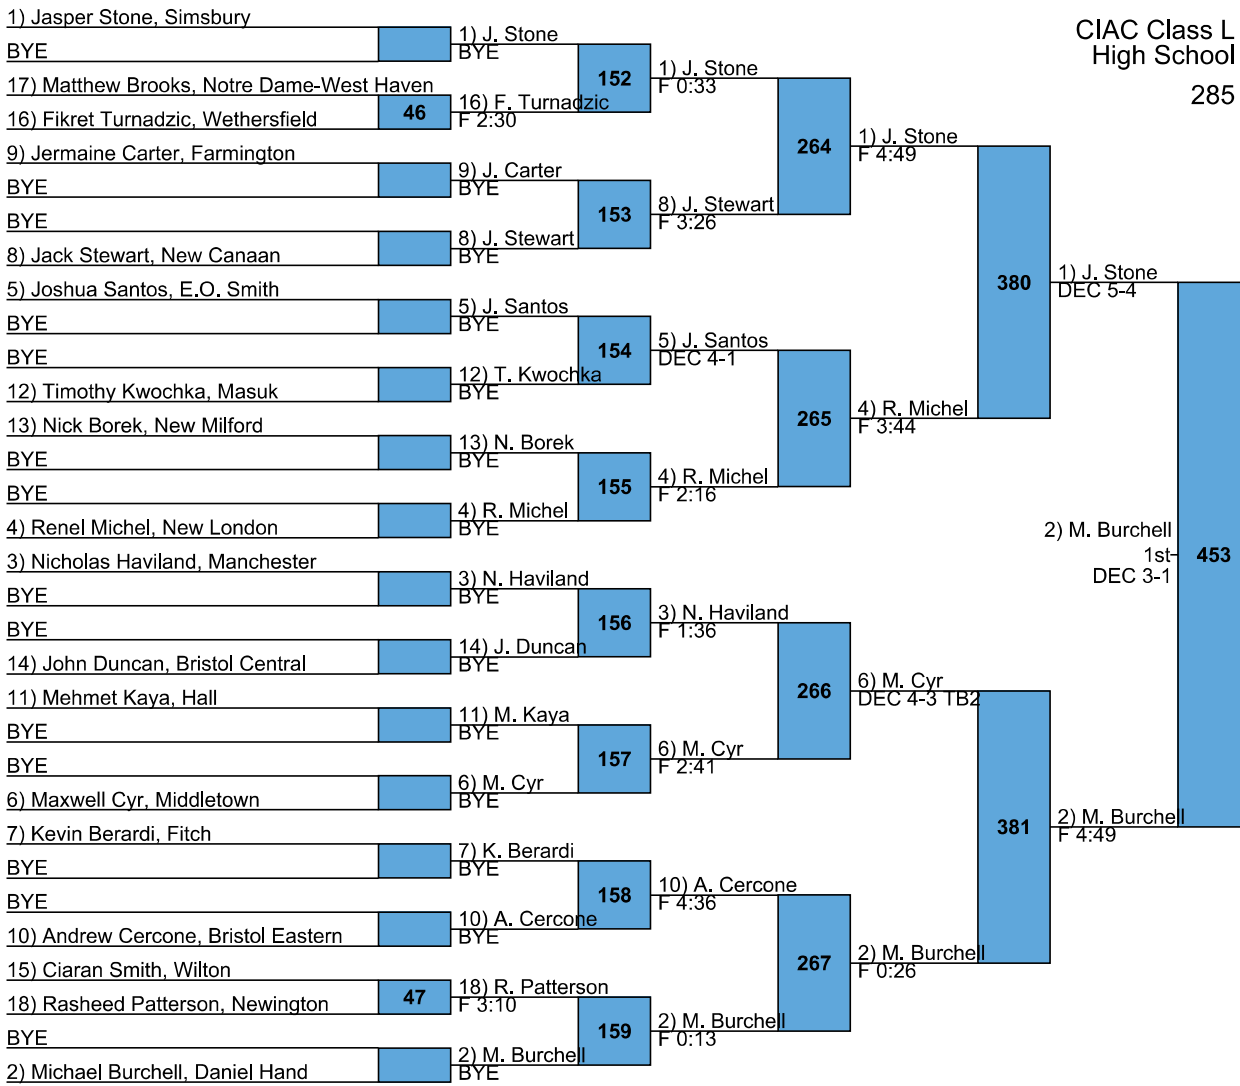 CIAC Class L
High School
285
1) Jasper Stone, Simsbury
BYE
17) Matthew Brooks, Notre Dame-West Haven
16) Fikret Turnadzic, Wethersfield
9) Jermaine Carter, Farmington
BYE
BYE
8) Jack Stewart, New Canaan
5) Joshua Santos, E.O. Smith
BYE
BYE
12) Timothy Kwochka, Masuk
13) Nick Borek, New Milford
BYE
BYE
4) Renel Michel, New London
3) Nicholas Haviland, Manchester
BYE
BYE
14) John Duncan, Bristol Central
11) Mehmet Kaya, Hall
BYE
BYE
6) Maxwell Cyr, Middletown
7) Kevin Berardi, Fitch
BYE
BYE
10) Andrew Cercone, Bristol Eastern
15) Ciaran Smith, Wilton
18) Rasheed Patterson, Newington
BYE
2) Michael Burchell, Daniel Hand
46
47
1) J. Stone
BYE
16) F. Turnadzic
F 2:30
9) J. Carter
BYE
8) J. Stewart
BYE
5) J. Santos
BYE
12) T. Kwochka
BYE
13) N. Borek
BYE
4) R. Michel
BYE
3) N. Haviland
BYE
14) J. Duncan
BYE
11) M. Kaya
BYE
6) M. Cyr
BYE
7) K. Berardi
BYE
10) A. Cercone
BYE
18) R. Patterson
F 3:10
2) M. Burchell
BYE
152
153
154
155
156
157
158
159
1) J. Stone
F 0:33
8) J. Stewart
F 3:26
5) J. Santos
DEC 4-1
4) R. Michel
F 2:16
3) N. Haviland
F 1:36
6) M. Cyr
F 2:41
10) A. Cercone
F 4:36
2) M. Burchell
F 0:13
264
265
266
267
1) J. Stone
F 4:49
4) R. Michel
F 3:44
6) M. Cyr
DEC 4-3 TB2
2) M. Burchell
F 0:26
380
381
1) J. Stone
DEC 5-4
2) M. Burchell
F 4:49
453
2) M. Burchell
1st
DEC 3-1